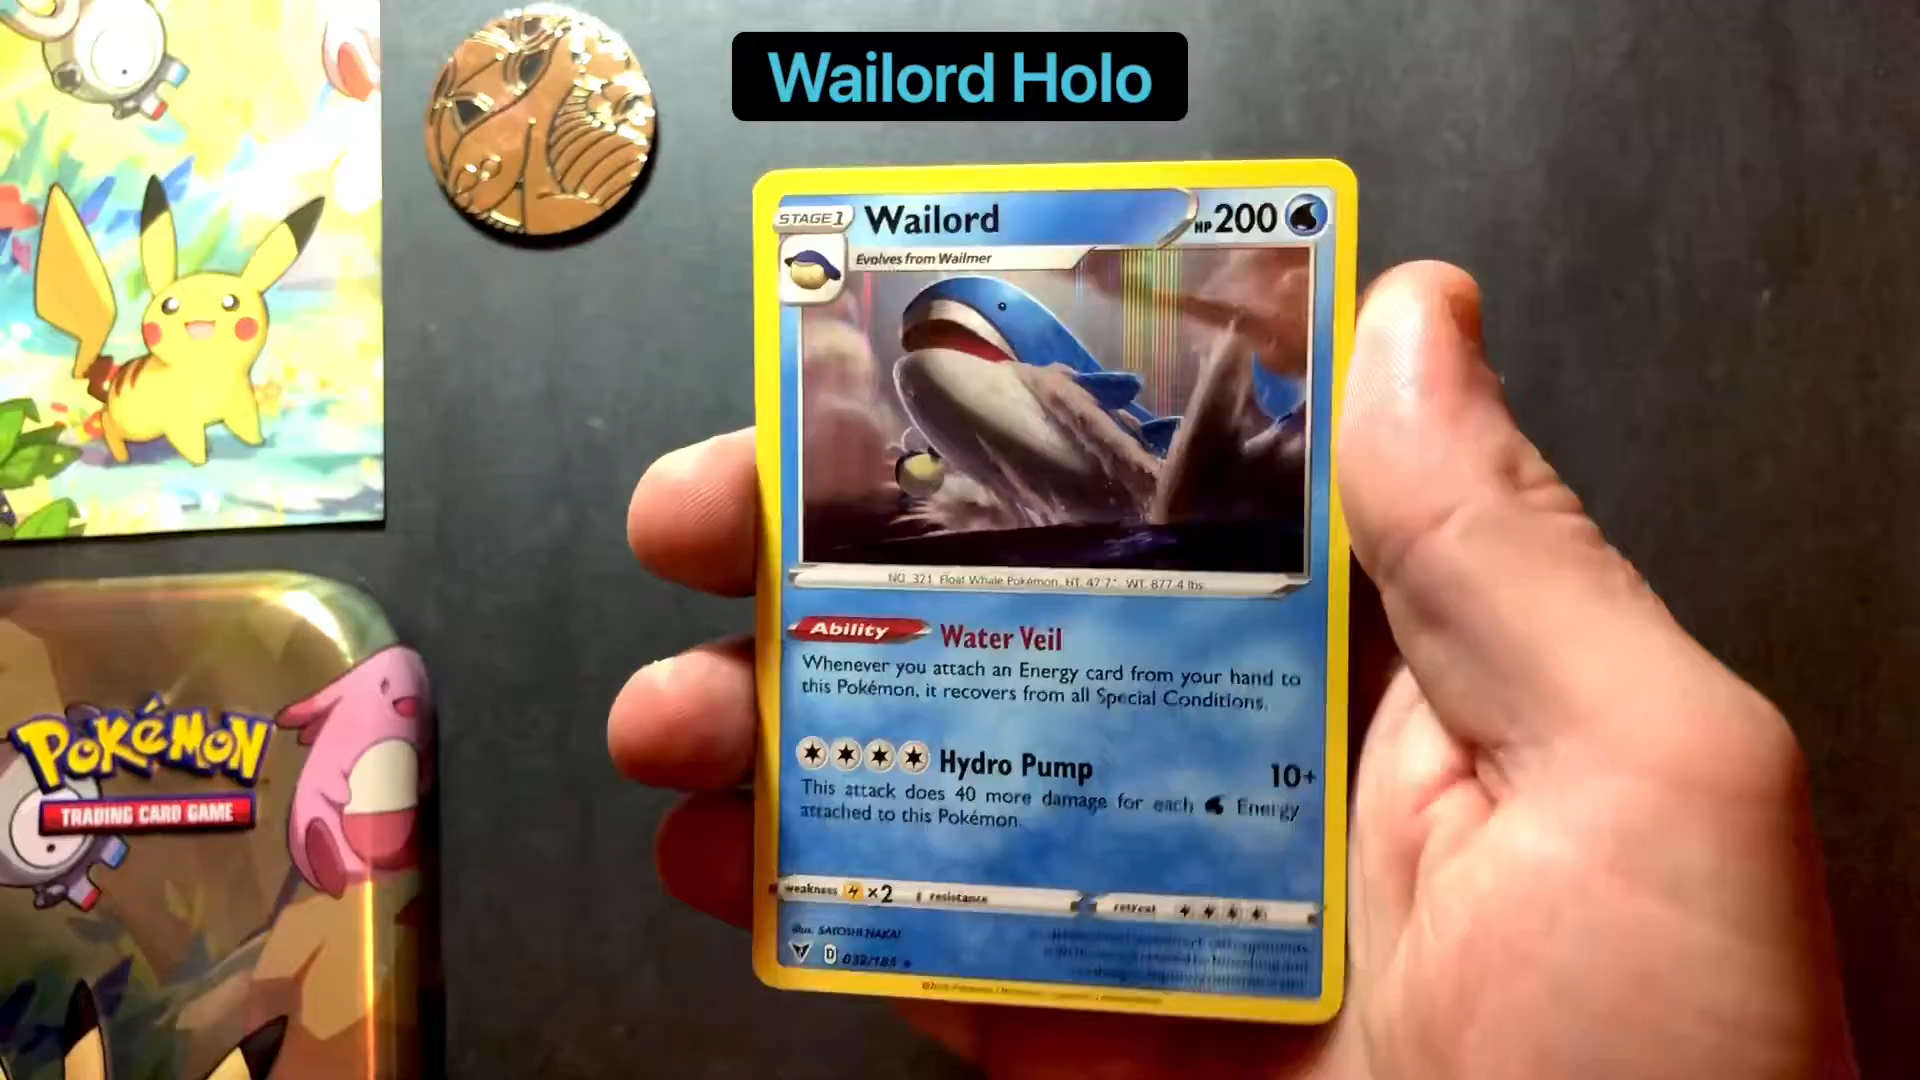 Wailord Holo
STAGE 1 Wailord HP 200
Evolves from Wailmer
NO. 321 Float Whale Pokémon HT. 47'7" WT. 877.4 lbs
Ability Water Veil
Whenever you attach an Energy card from your hand to
this Pokémon, it recovers from all Special Conditions.
Hydro Pump 10+
This attack does 40 more damage for each Energy
attached to this Pokémon.
weakness ×2 resistance retreat
illus. SATOSHI NAKAI
D 032/185
POKÉMON
TRADING CARD GAME